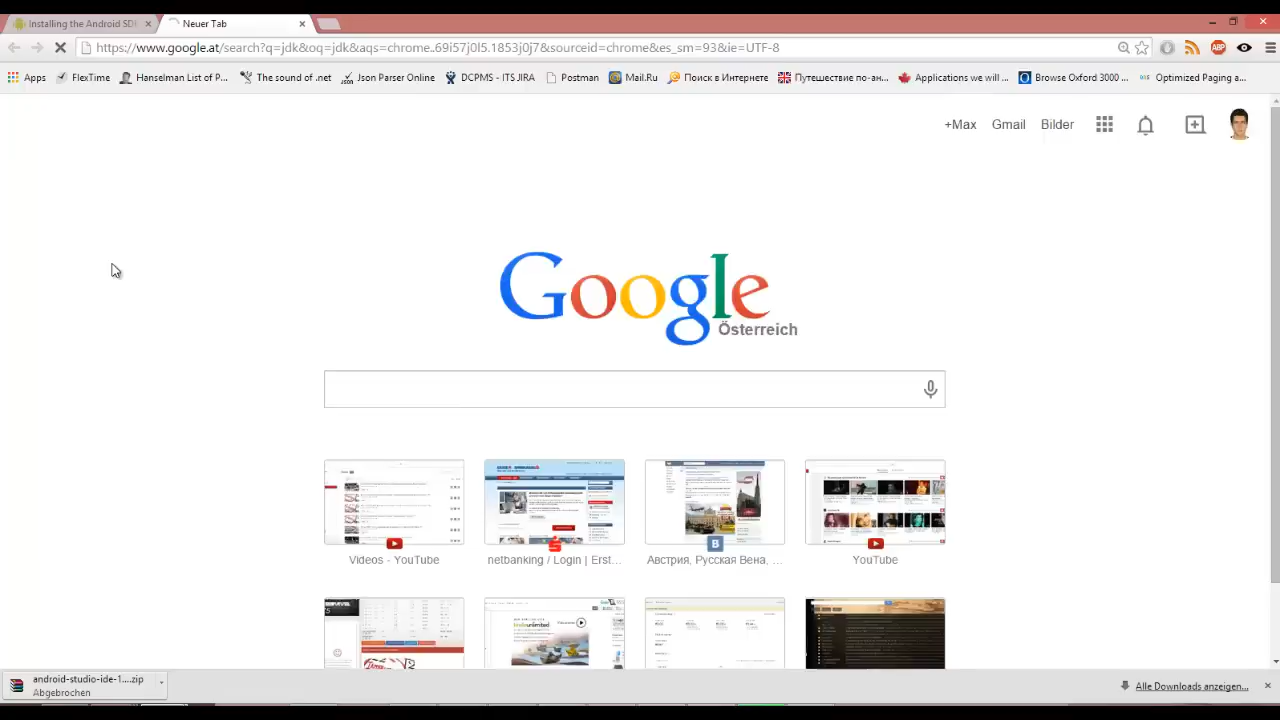 Installing the Android SD
Neuer Tab
https://www.google.at/search?q=jdk&oq=jdk&aqs=chrome..69i57j0l5.1853j0j7&sourceid=chrome&es_sm=93&ie=UTF-8
Apps FlexTime Hanselman List of P... The sound of .net Json Parser Online DCPMS - ITS JIRA Postman Mail.Ru Поиск в Интернете Путешествие по-ан... Applications we will ... Browse Oxford 3000 ... Optimized Paging a...
+Max Gmail Bilder
Google
Österreich
Videos - YouTube
netbanking / Login | Erst...
Австрия, Русская Вена, ...
YouTube
android-studio-ide-1....zip
Abgebrochen
Alle Downloads anzeigen...